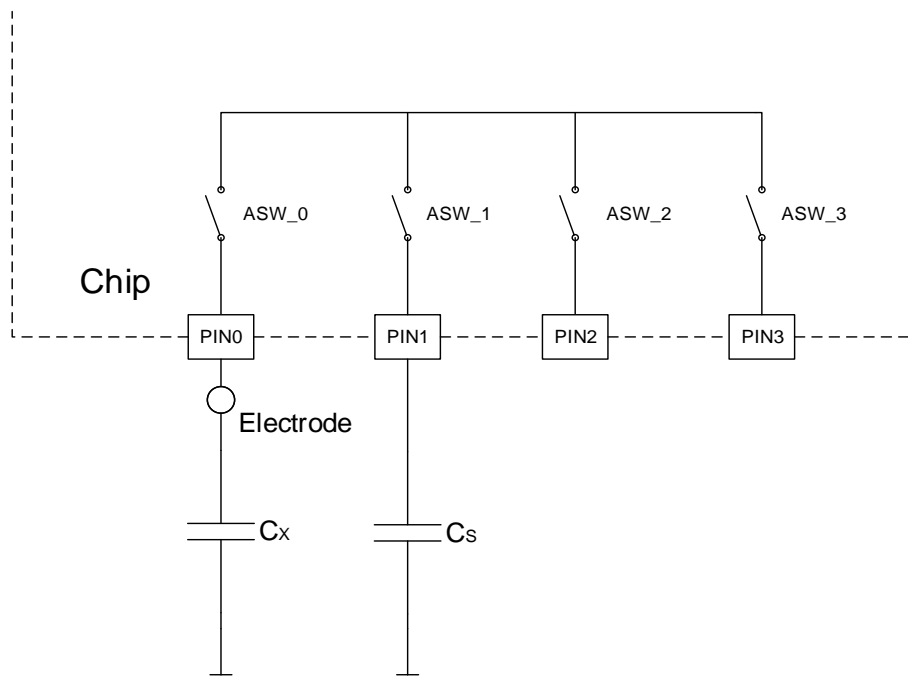 ASW_0 ASW_1 ASW_2 ASW_3
Chip
PIN0 PIN1 PIN2 PIN3
Electrode
CX CS